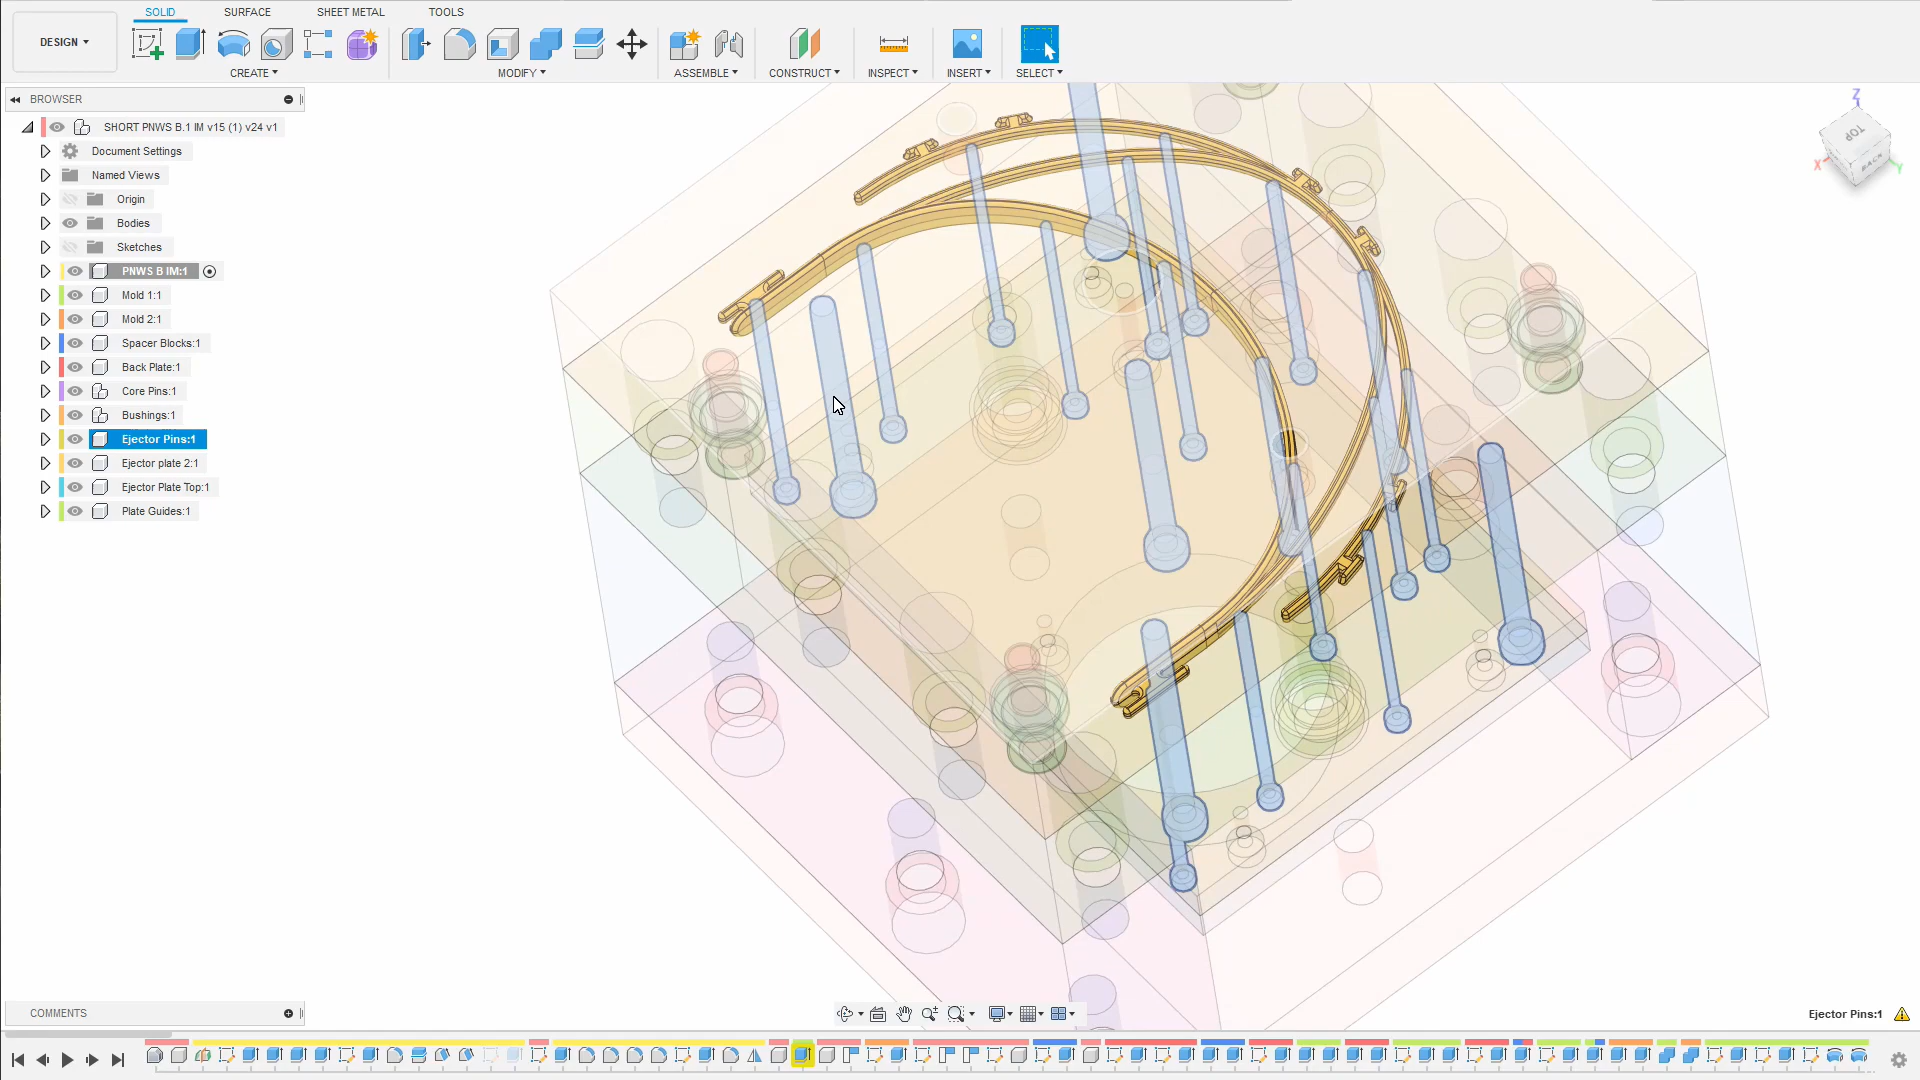 SOLID SURFACE SHEET METAL TOOLS
DESIGN
CREATE MODIFY ASSEMBLE CONSTRUCT INSPECT INSERT SELECT
BROWSER
SHORT PNWS B.1 IM v15 (1) v24 v1
Document Settings
Named Views
Origin
Bodies
Sketches
PNWS B IM:1
Mold 1:1
Mold 2:1
Spacer Blocks:1
Back Plate:1
Core Pins:1
Bushings:1
Ejector Pins:1
Ejector plate 2:1
Ejector Plate Top:1
Plate Guides:1
Z
TOP
BACK
X
Y
COMMENTS
Ejector Pins:1